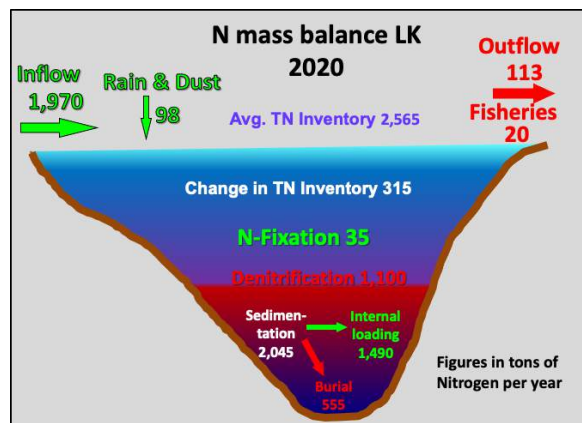 N mass balance LK
2020
Inflow
1,970
Rain & Dust
98
Outflow
113
Fisheries
20
Avg. TN Inventory 2,565
Change in TN Inventory 315
N-Fixation 35
Denitrification 1,100
Sedimen-
tation
2,045
Internal
loading
1,490
Burial
555
Figures in tons of
Nitrogen per year